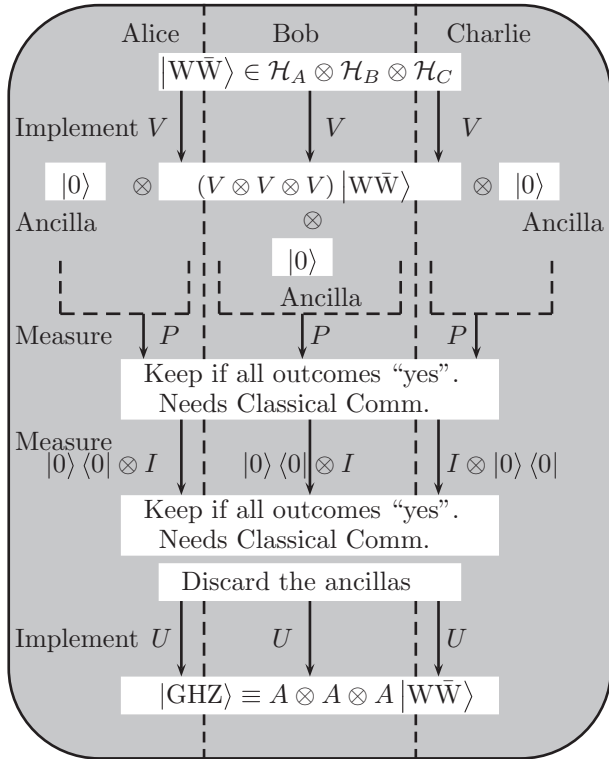 Alice Bob Charlie
|WW̄⟩ ∈ ℋ_A ⊗ ℋ_B ⊗ ℋ_C
Implement V V V
|0⟩ ⊗ (V ⊗ V ⊗ V) |WW̄⟩ ⊗ |0⟩
Ancilla ⊗ Ancilla
|0⟩
Ancilla
Measure P P P
Keep if all outcomes “yes”.
Needs Classical Comm.
Measure
|0⟩ ⟨0| ⊗ I |0⟩ ⟨0| ⊗ I I ⊗ |0⟩ ⟨0|
Keep if all outcomes “yes”.
Needs Classical Comm.
Discard the ancillas
Implement U U U
|GHZ⟩ ≡ A ⊗ A ⊗ A |WW̄⟩